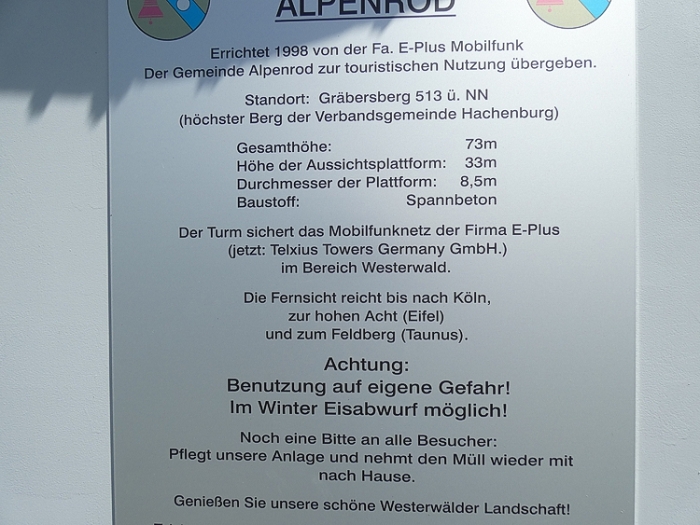 ALPENROD
Errichtet 1998 von der Fa. E-Plus Mobilfunk
Der Gemeinde Alpenrod zur touristischen Nutzung übergeben.
Standort: Gräbersberg 513 ü. NN
(höchster Berg der Verbandsgemeinde Hachenburg)
Gesamthöhe: 73m
Höhe der Aussichtsplattform: 33m
Durchmesser der Plattform: 8,5m
Baustoff: Spannbeton
Der Turm sichert das Mobilfunknetz der Firma E-Plus
(jetzt: Telxius Towers Germany GmbH.)
im Bereich Westerwald.
Die Fernsicht reicht bis nach Köln,
zur hohen Acht (Eifel)
und zum Feldberg (Taunus).
Achtung:
Benutzung auf eigene Gefahr!
Im Winter Eisabwurf möglich!
Noch eine Bitte an alle Besucher:
Pflegt unsere Anlage und nehmt den Müll wieder mit
nach Hause.
Genießen Sie unsere schöne Westerwälder Landschaft!